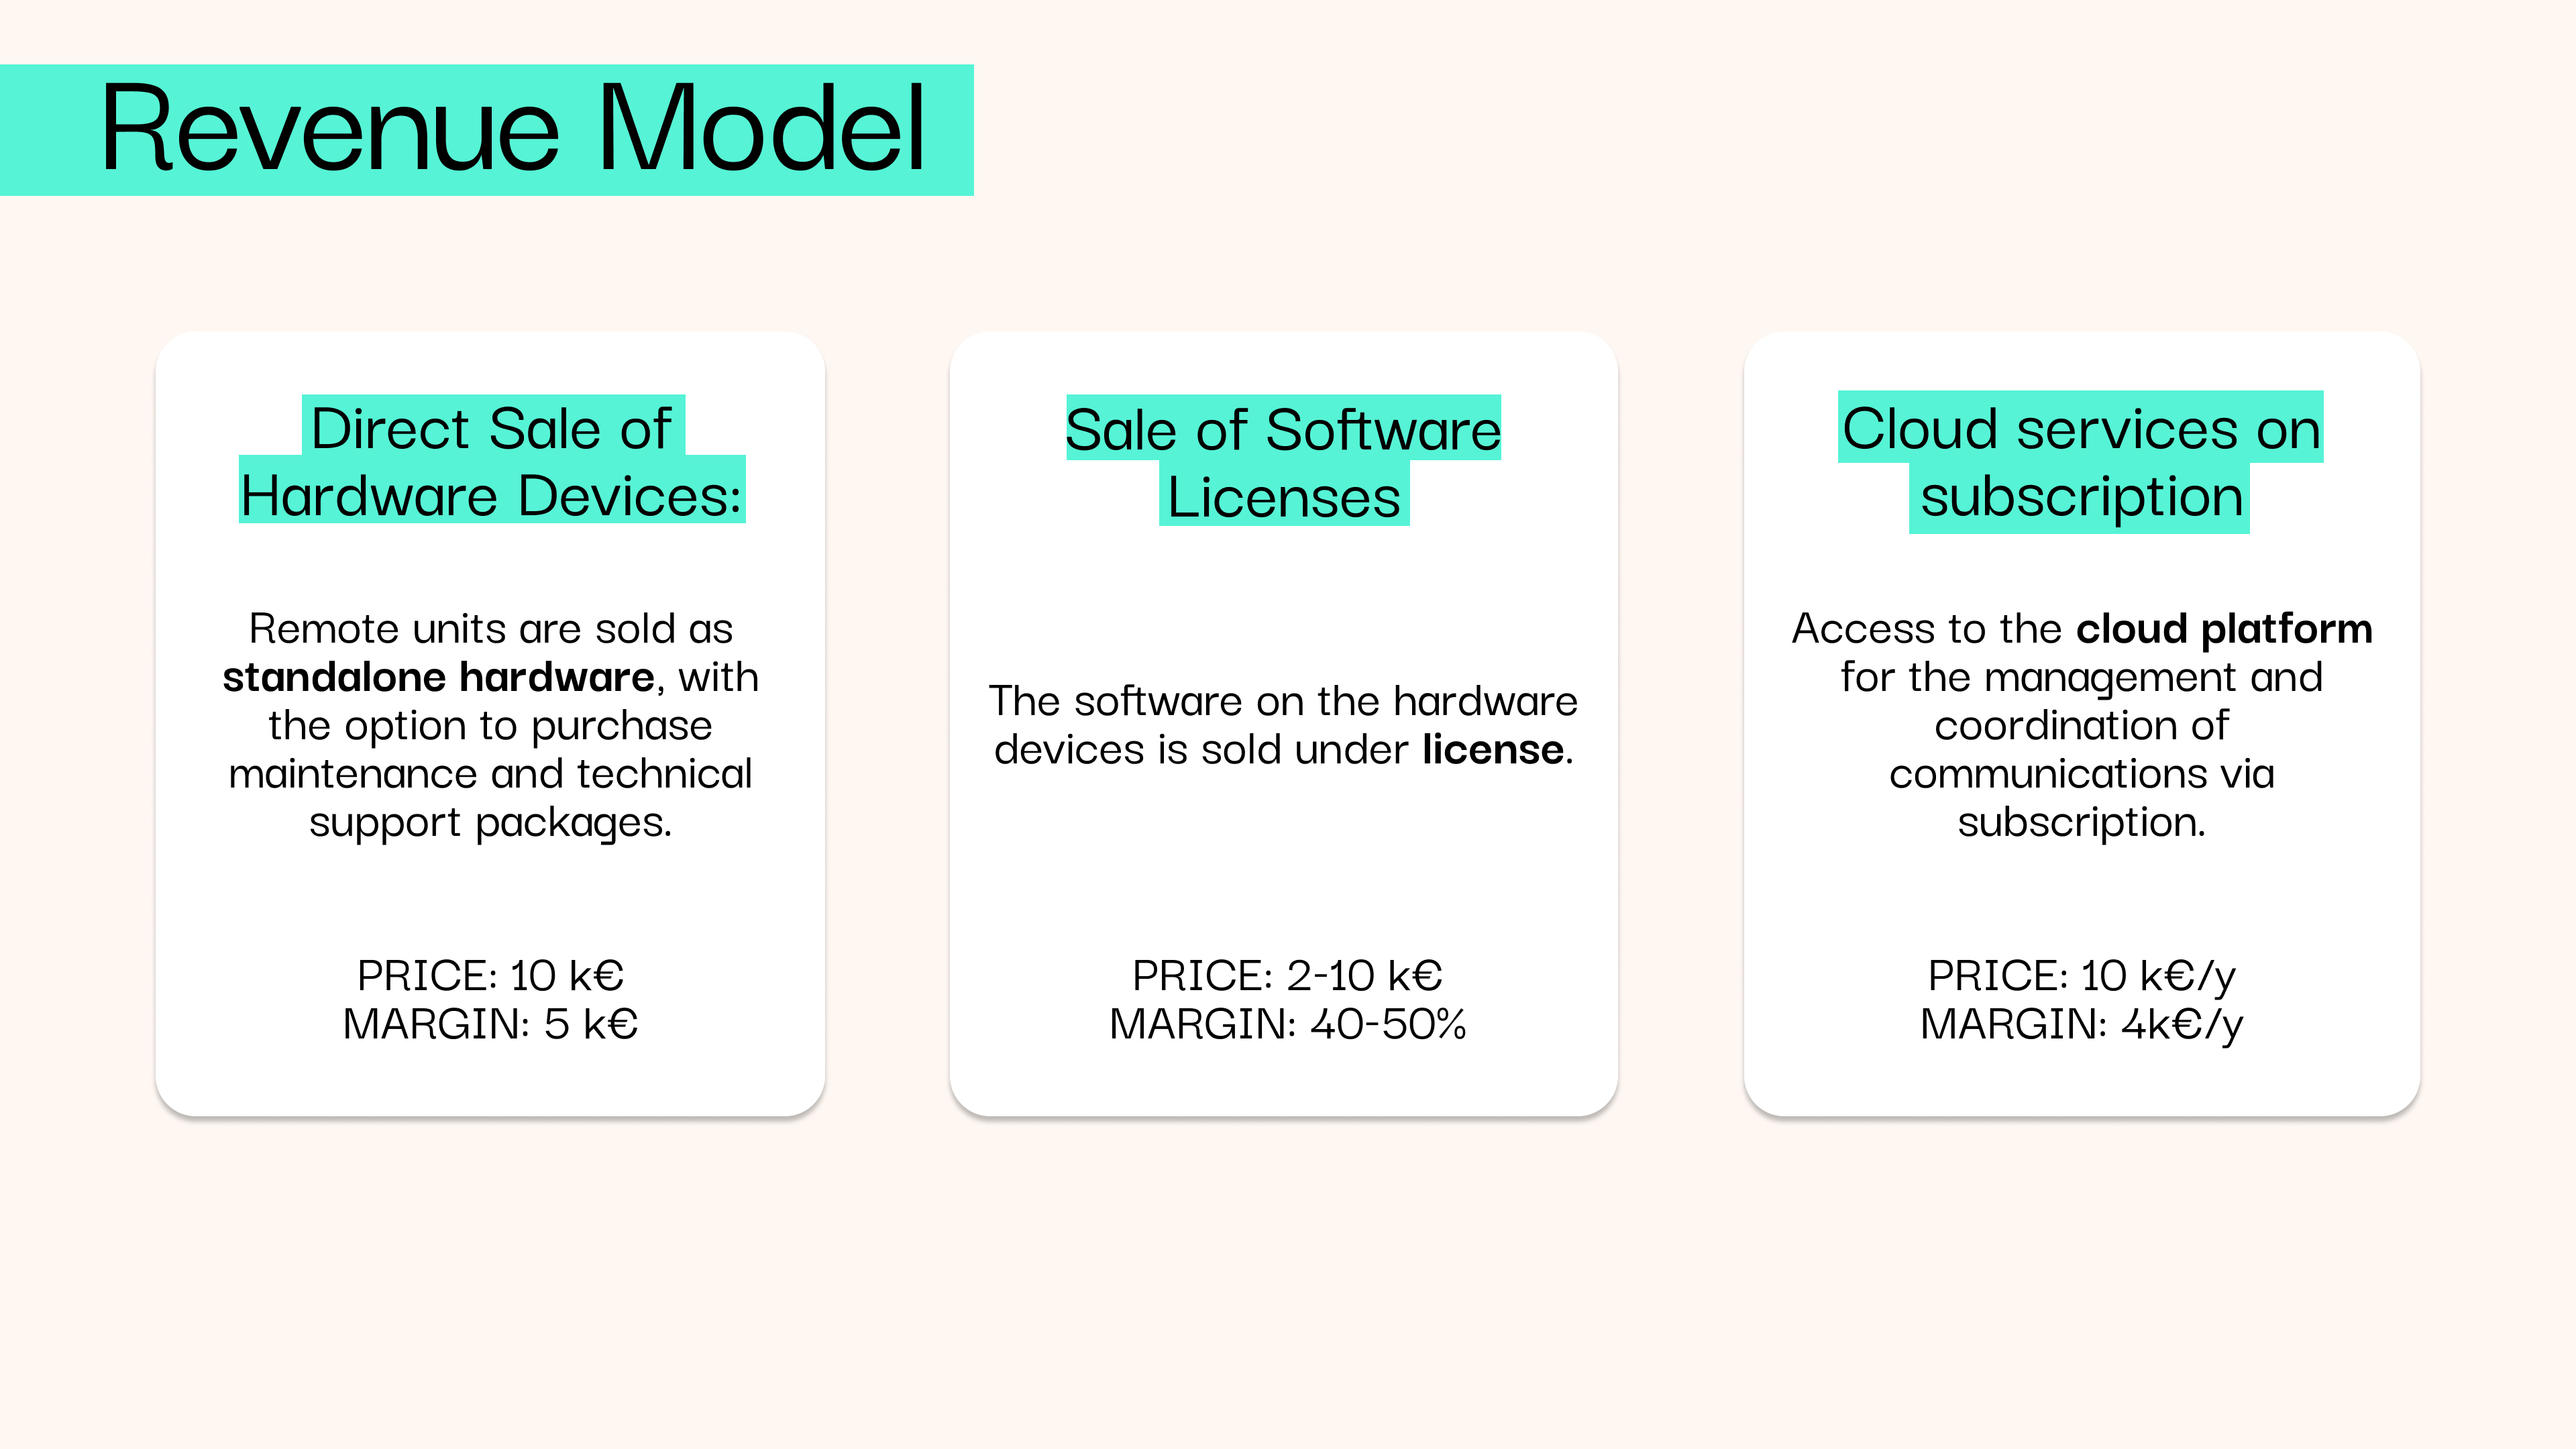 Revenue Model
Direct Sale of
Hardware Devices:
Remote units are sold as
standalone hardware, with
the option to purchase
maintenance and technical
support packages.
PRICE: 10 k€
MARGIN: 5 k€
Sale of Software
Licenses
The software on the hardware
devices is sold under license.
PRICE: 2-10 k€
MARGIN: 40-50%
Cloud services on
subscription
Access to the cloud platform
for the management and
coordination of
communications via
subscription.
PRICE: 10 k€/y
MARGIN: 4k€/y